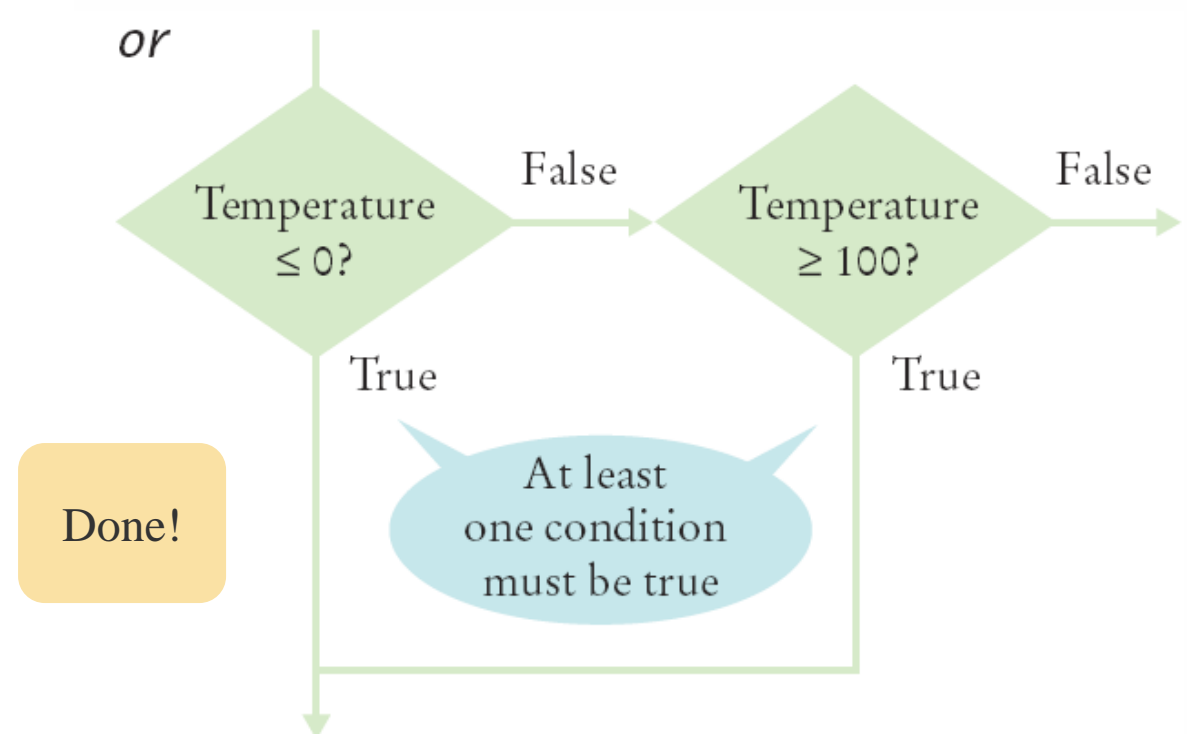 or
Temperature
≤ 0?
False
Temperature
≥ 100?
False
True
True
At least
one condition
must be true
Done!